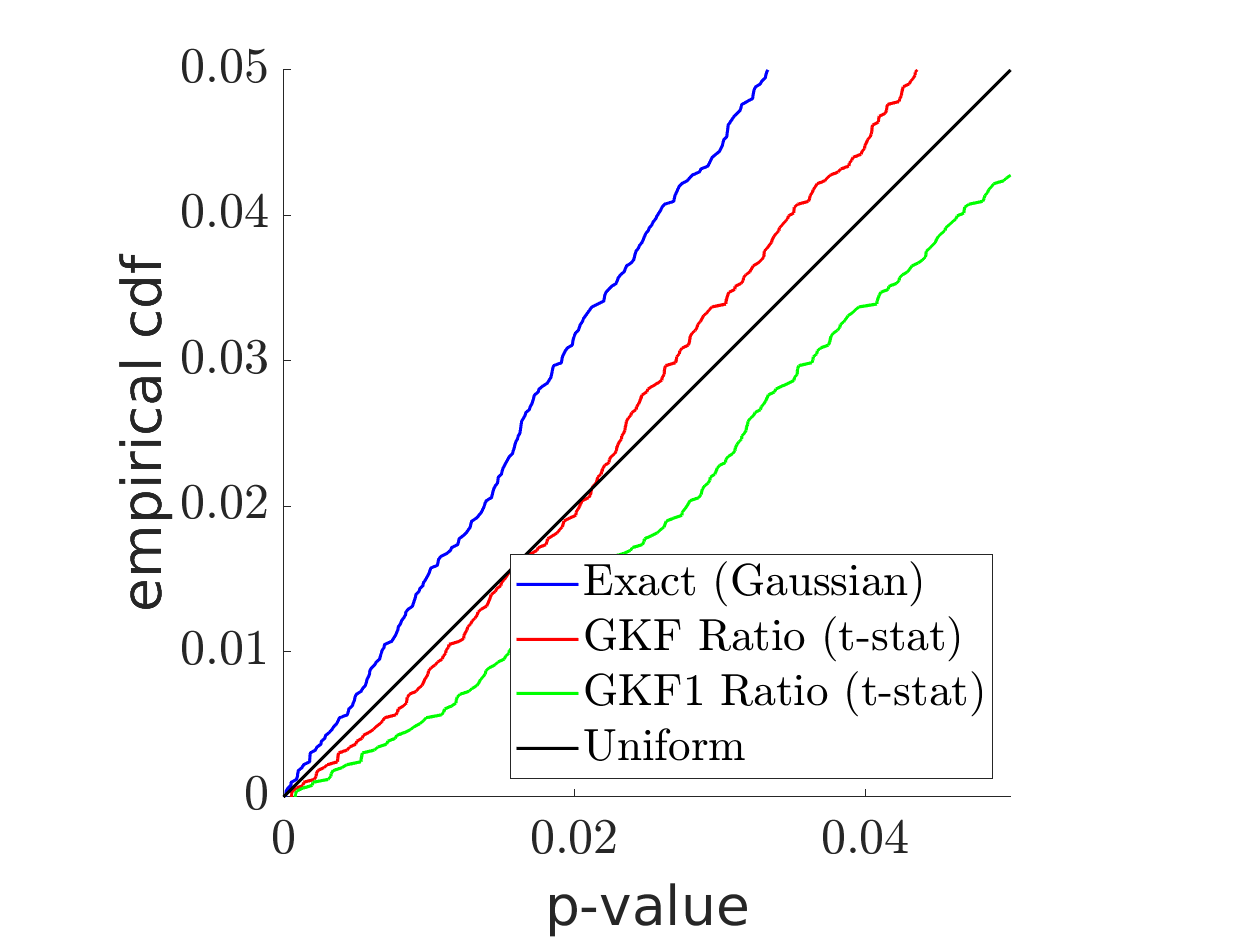 0.05
0.04
0.03
0.02
0.01
0
empirical cdf
Exact (Gaussian)
GKF Ratio (t-stat)
GKF1 Ratio (t-stat)
Uniform
0
0.02
0.04
p-value